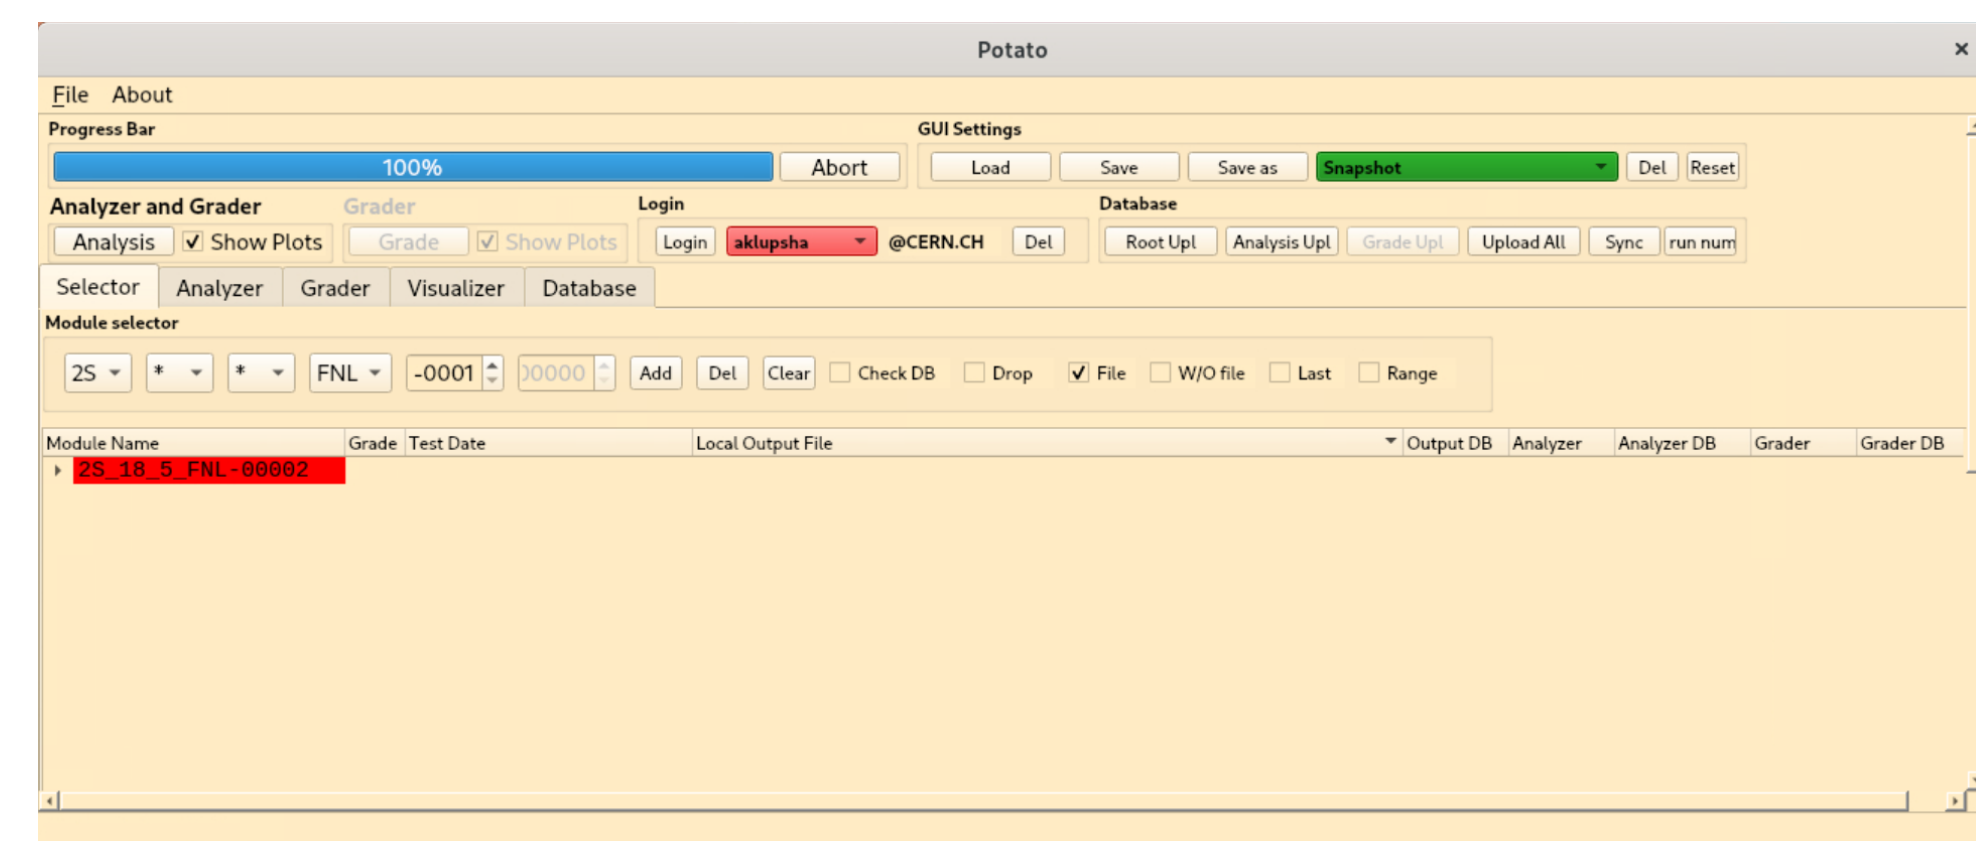 Potato ×
File About
Progress Bar GUI Settings
100% Abort Load Save Save as Snapshot Del Reset
Analyzer and Grader Grader Login Database
Analysis Show Plots Grade Show Plots Login aklupsha @CERN.CH Del Root Upl Analysis Upl Grade Upl Upload All Sync run num
Selector Analyzer Grader Visualizer Database
Module selector
2S * * FNL -0001 00000 Add Del Clear Check DB Drop File W/O file Last Range
Module Name Grade Test Date Local Output File Output DB Analyzer Analyzer DB Grader Grader DB
2S_18_5_FNL-00002